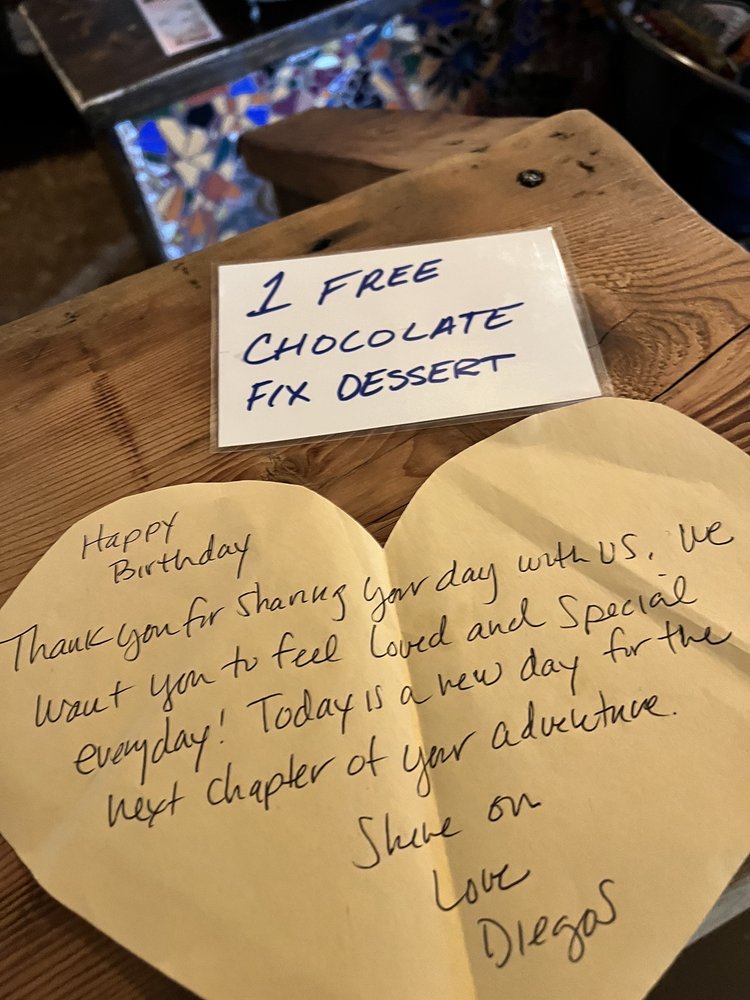 1 FREE
CHOCOLATE
FIX DESSERT
Happy
Birthday
Thank you for sharing your day with us. We
want you to feel loved and special
everyday! Today is a new day for the
next chapter of your adventure.
Shine on
Love
Diegos